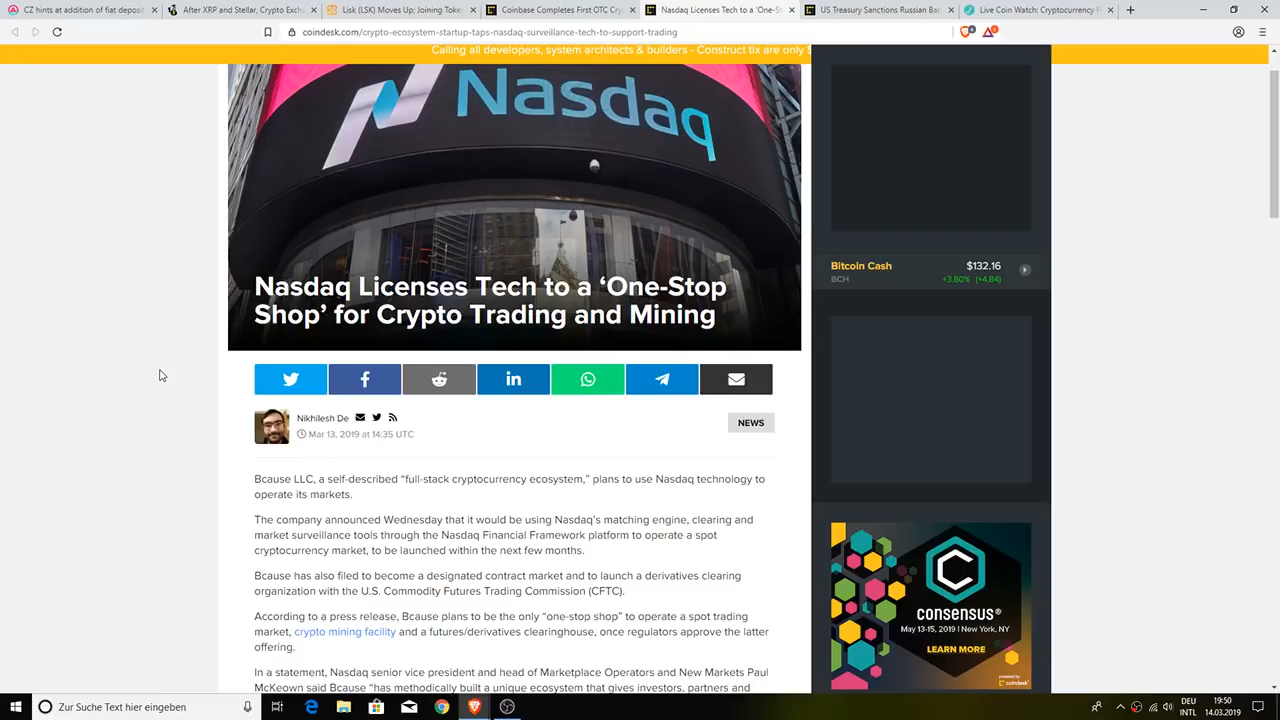 CZ hints at addition of fiat deposit
After XRP and Stellar, Crypto Exch
Lisk (LSK) Moves Up; Joining Token
Coinbase Completes First OTC Cry
Nasdaq Licenses Tech to a 'One-St
US Treasury Sanctions Russian Ban
Live Coin Watch: Cryptocurrency P
coindesk.com/crypto-ecosystem-startup-taps-nasdaq-surveillance-tech-to-support-trading
Calling all developers, system architects & builders - Construct tix are only $
Nasdaq
Nasdaq Licenses Tech to a ‘One-Stop
Shop’ for Crypto Trading and Mining
Nikhilesh De
Mar 13, 2019 at 14:35 UTC
NEWS
Bcause LLC, a self-described “full-stack cryptocurrency ecosystem,” plans to use Nasdaq technology to
operate its markets.
The company announced Wednesday that it would be using Nasdaq’s matching engine, clearing and
market surveillance tools through the Nasdaq Financial Framework platform to operate a spot
cryptocurrency market, to be launched within the next few months.
Bcause has also filed to become a designated contract market and to launch a derivatives clearing
organization with the U.S. Commodity Futures Trading Commission (CFTC).
According to a press release, Bcause plans to be the only “one-stop shop” to operate a spot trading
market, crypto mining facility and a futures/derivatives clearinghouse, once regulators approve the latter
offering.
In a statement, Nasdaq senior vice president and head of Marketplace Operators and New Markets Paul
McKeown said Bcause “has methodically built a unique ecosystem that gives investors, partners and
Bitcoin Cash
$132.16
BCH
+3.80% (+4.84)
CONSENSUS®
May 13-15, 2019 | New York, NY
LEARN MORE
powered by
coindesk
Zur Suche Text hier eingeben
DEU
INTL
19:50
14.03.2019